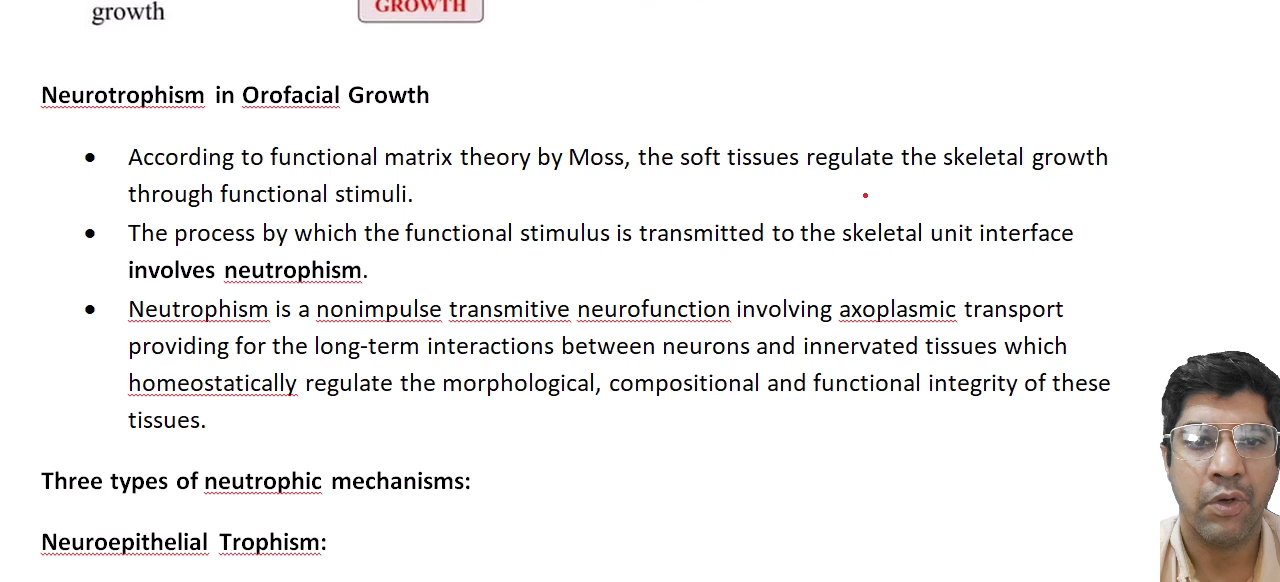 growth
GROWTH
Neurotrophism in Orofacial Growth
• According to functional matrix theory by Moss, the soft tissues regulate the skeletal growth
through functional stimuli.
• The process by which the functional stimulus is transmitted to the skeletal unit interface
involves neutrophism.
• Neutrophism is a nonimpulse transmitive neurofunction involving axoplasmic transport
providing for the long-term interactions between neurons and innervated tissues which
homeostatically regulate the morphological, compositional and functional integrity of these
tissues.
Three types of neutrophic mechanisms:
Neuroepithelial Trophism: